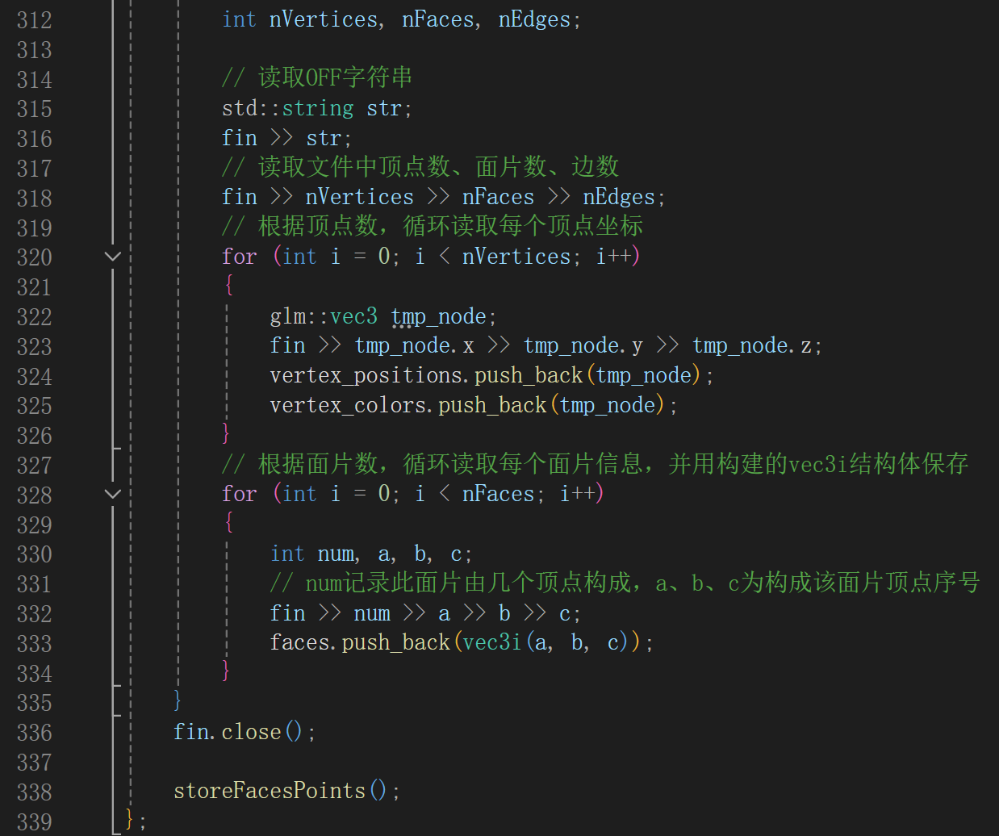 312 int nVertices, nFaces, nEdges;
313
314 // 读取OFF字符串
315 std::string str;
316 fin >> str;
317 // 读取文件中顶点数、面片数、边数
318 fin >> nVertices >> nFaces >> nEdges;
319 // 根据顶点数，循环读取每个顶点坐标
320 for (int i = 0; i < nVertices; i++)
321 {
322 glm::vec3 tmp_node;
323 fin >> tmp_node.x >> tmp_node.y >> tmp_node.z;
324 vertex_positions.push_back(tmp_node);
325 vertex_colors.push_back(tmp_node);
326 }
327 // 根据面片数，循环读取每个面片信息，并用构建的vec3i结构体保存
328 for (int i = 0; i < nFaces; i++)
329 {
330 int num, a, b, c;
331 // num记录此面片由几个顶点构成，a、b、c为构成该面片顶点序号
332 fin >> num >> a >> b >> c;
333 faces.push_back(vec3i(a, b, c));
334 }
335 }
336 fin.close();
337
338 storeFacesPoints();
339 };